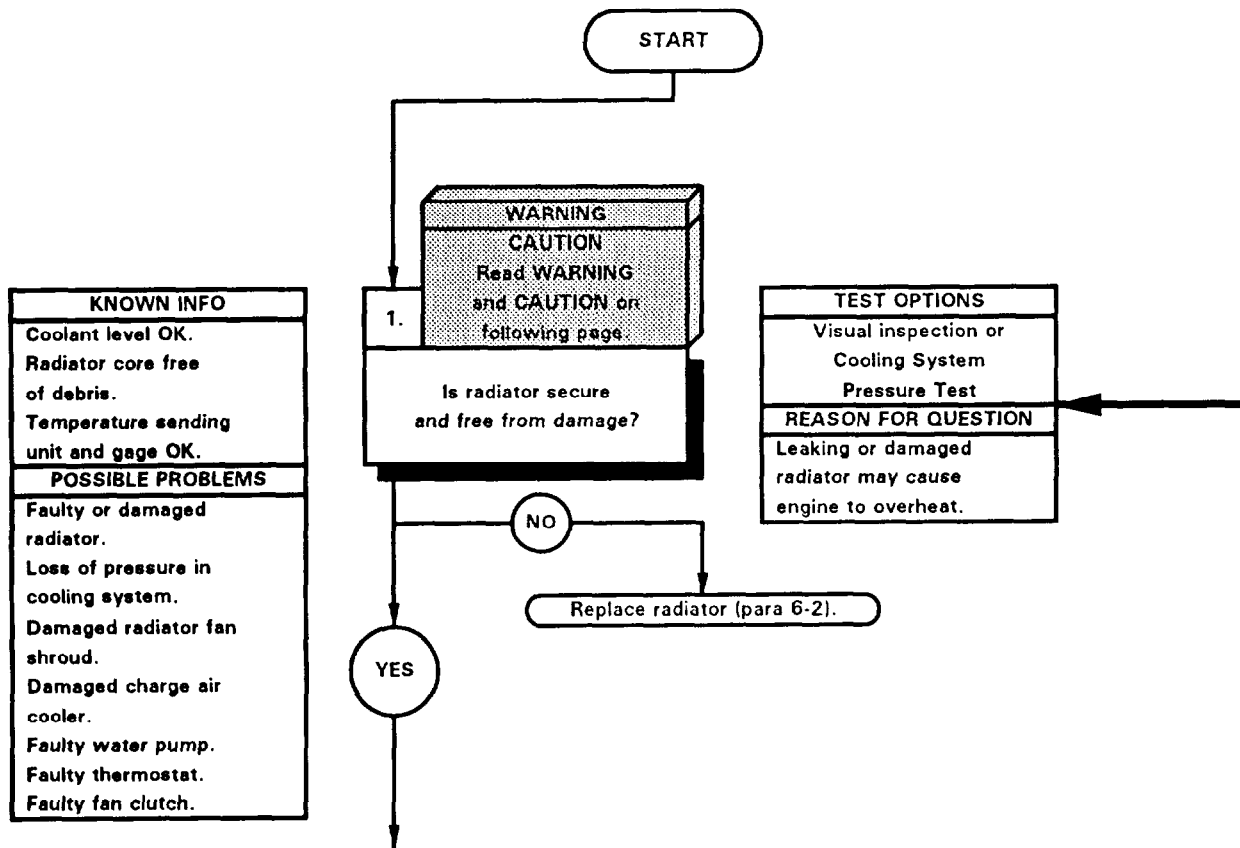 START
WARNING
CAUTION
Read WARNING
and CAUTION on
following page
1.
Is radiator secure
and free from damage?
KNOWN INFO
Coolant level OK.
Radiator core free
of debris.
Temperature sending
unit and gage OK.
POSSIBLE PROBLEMS
Faulty or damaged
radiator.
Loss of pressure in
cooling system.
Damaged radiator fan
shroud.
Damaged charge air
cooler.
Faulty water pump.
Faulty thermostat.
Faulty fan clutch.
TEST OPTIONS
Visual inspection or
Cooling System
Pressure Test
REASON FOR QUESTION
Leaking or damaged
radiator may cause
engine to overheat.
NO
Replace radiator (para 6-2).
YES